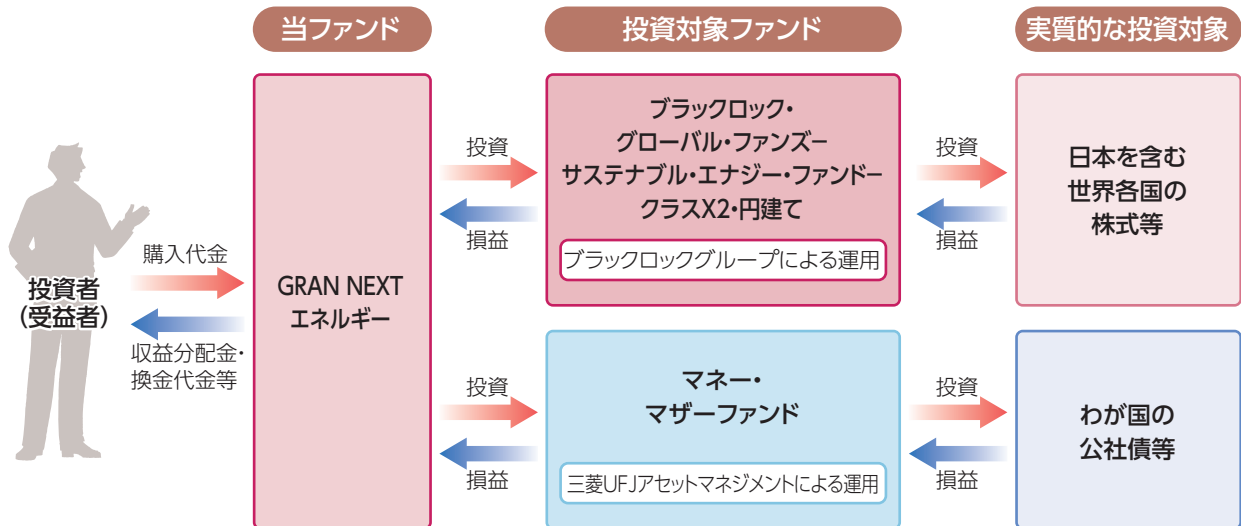 当ファンド
投資対象ファンド
実質的な投資対象
投資者
(受益者)
購入代金
収益分配金・
換金代金等
GRAN NEXT
エネルギー
投資
損益
ブラックロック・
グローバル・ファンズ−
サステナブル・エナジー・ファンド−
クラスX2・円建て
ブラックロックグループによる運用
投資
損益
日本を含む
世界各国の
株式等
投資
損益
マネー・
マザーファンド
三菱UFJアセットマネジメントによる運用
投資
損益
わが国の
公社債等